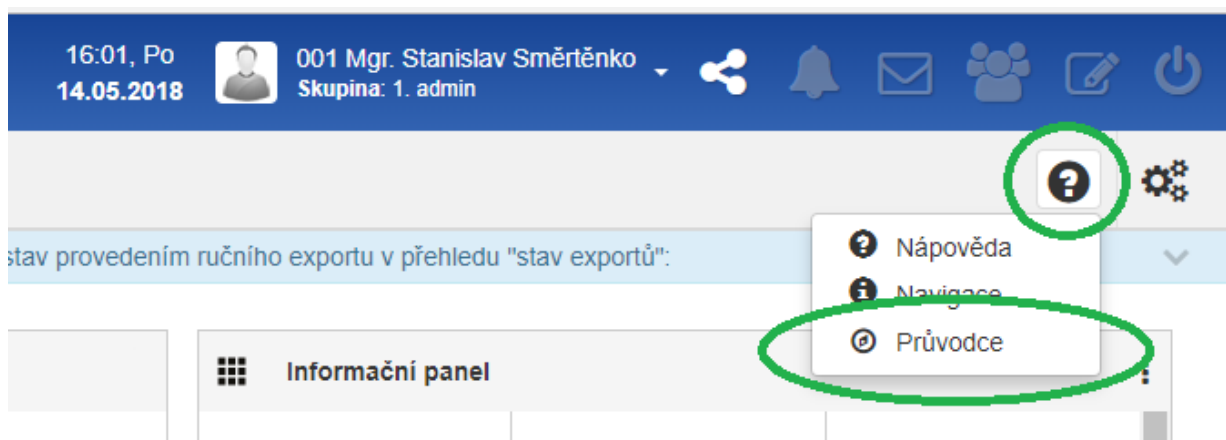 16:01, Po
14.05.2018
001 Mgr. Stanislav Směrtěnko
Skupina: 1. admin
stav provedením ručního exportu v přehledu "stav exportů":
Nápověda
Navigace
Průvodce
Informační panel